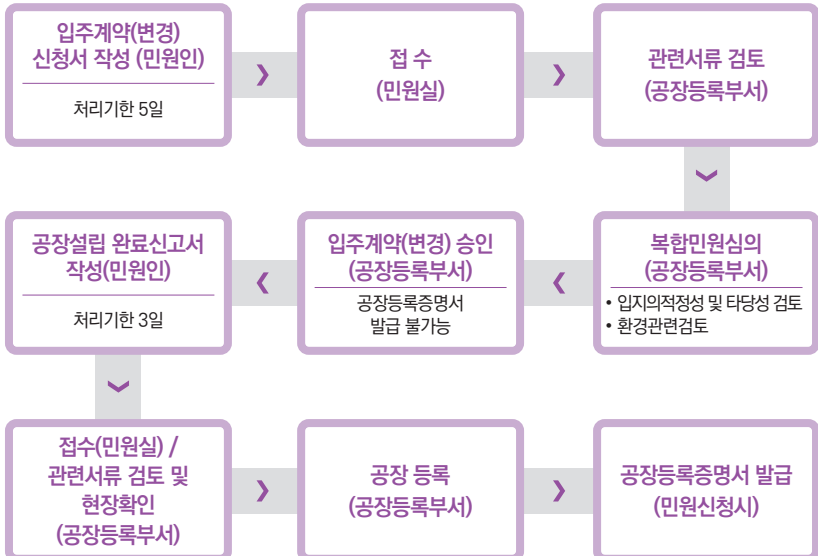 입주계약(변경)
신청서 작성 (민원인)
처리기한 5일
접 수
(민원실)
관련서류 검토
(공장등록부서)
복합민원심의
(공장등록부서)
• 입지의적정성 및 타당성 검토
• 환경관련검토
입주계약(변경) 승인
(공장등록부서)
공장등록증명서
발급 불가능
공장설립 완료신고서
작성(민원인)
처리기한 3일
접수(민원실) /
관련서류 검토 및
현장확인
(공장등록부서)
공장 등록
(공장등록부서)
공장등록증명서 발급
(민원신청시)